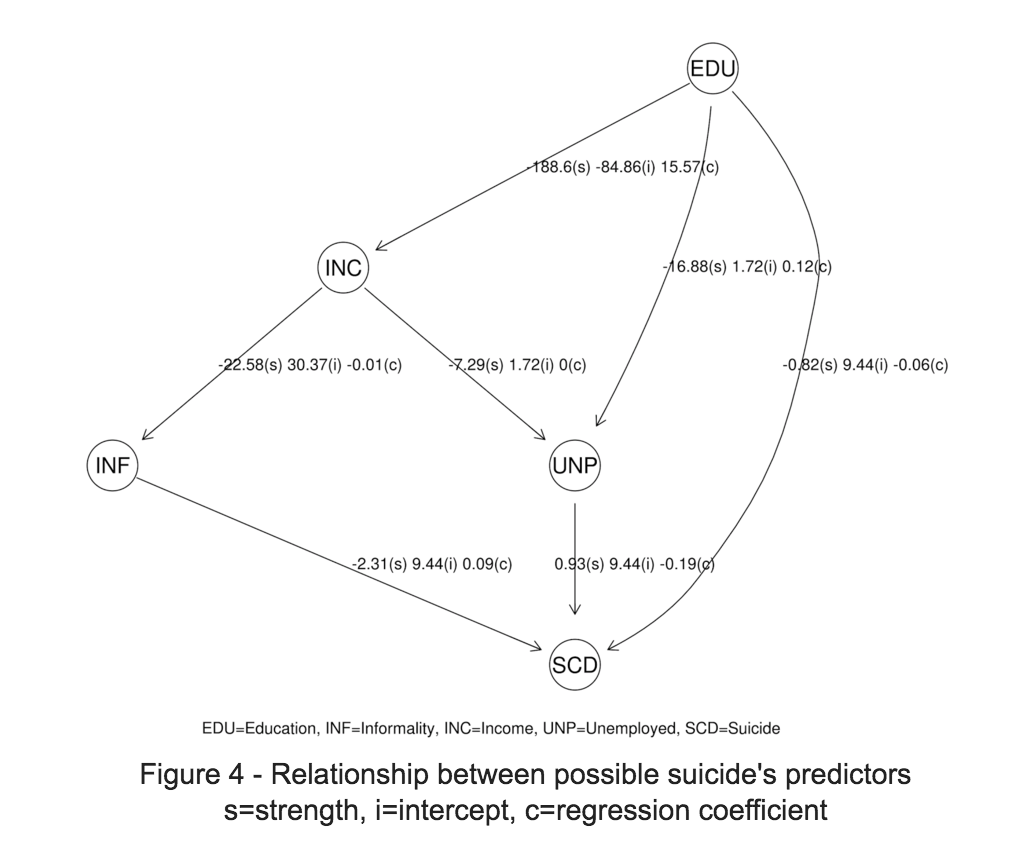 EDU
-188.6(s) -84.86(i) 15.57(c)
INC
-16.88(s) 1.72(i) 0.12(c)
-22.58(s) 30.37(i) -0.01(c)
-7.29(s) 1.72(i) 0(c)
-0.82(s) 9.44(i) -0.06(c)
INF
UNP
-2.31(s) 9.44(i) 0.09(c)
0.93(s) 9.44(i) -0.19(c)
SCD
EDU=Education, INF=Informality, INC=Income, UNP=Unemployed, SCD=Suicide
Figure 4 - Relationship between possible suicide's predictors
s=strength, i=intercept, c=regression coefficient